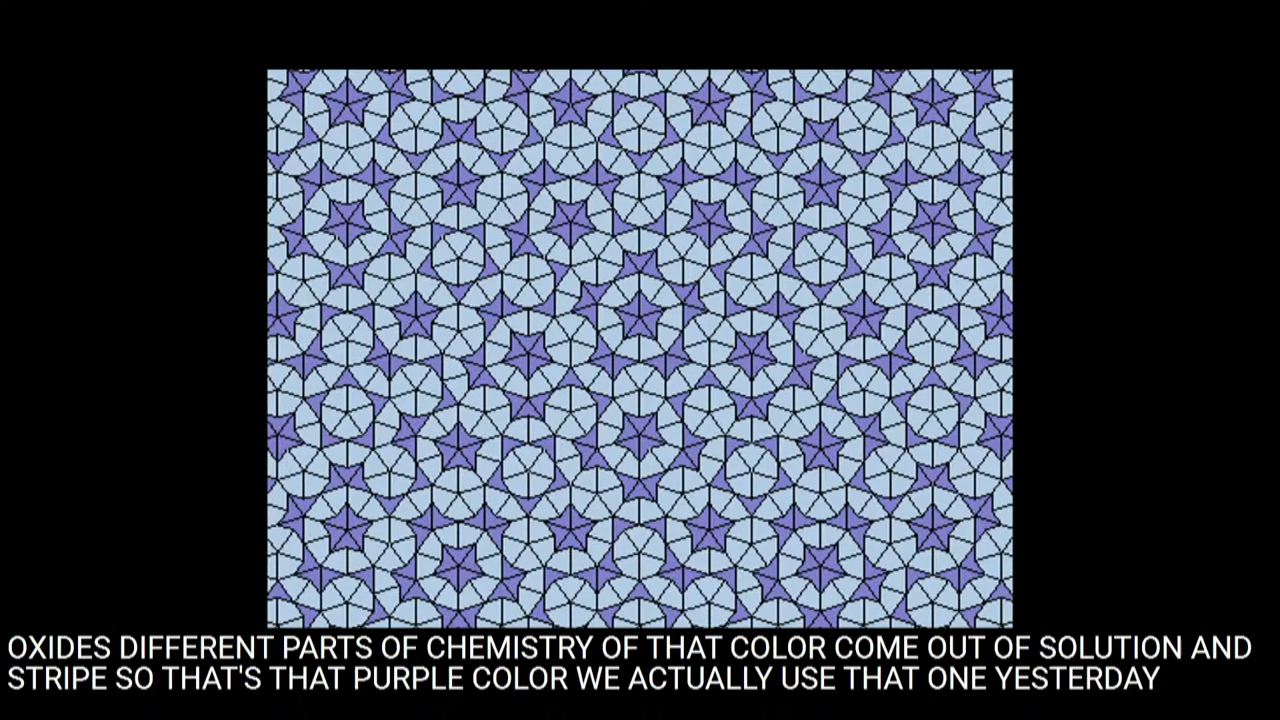 OXIDES DIFFERENT PARTS OF CHEMISTRY OF THAT COLOR COME OUT OF SOLUTION AND
STRIPE SO THAT'S THAT PURPLE COLOR WE ACTUALLY USE THAT ONE YESTERDAY